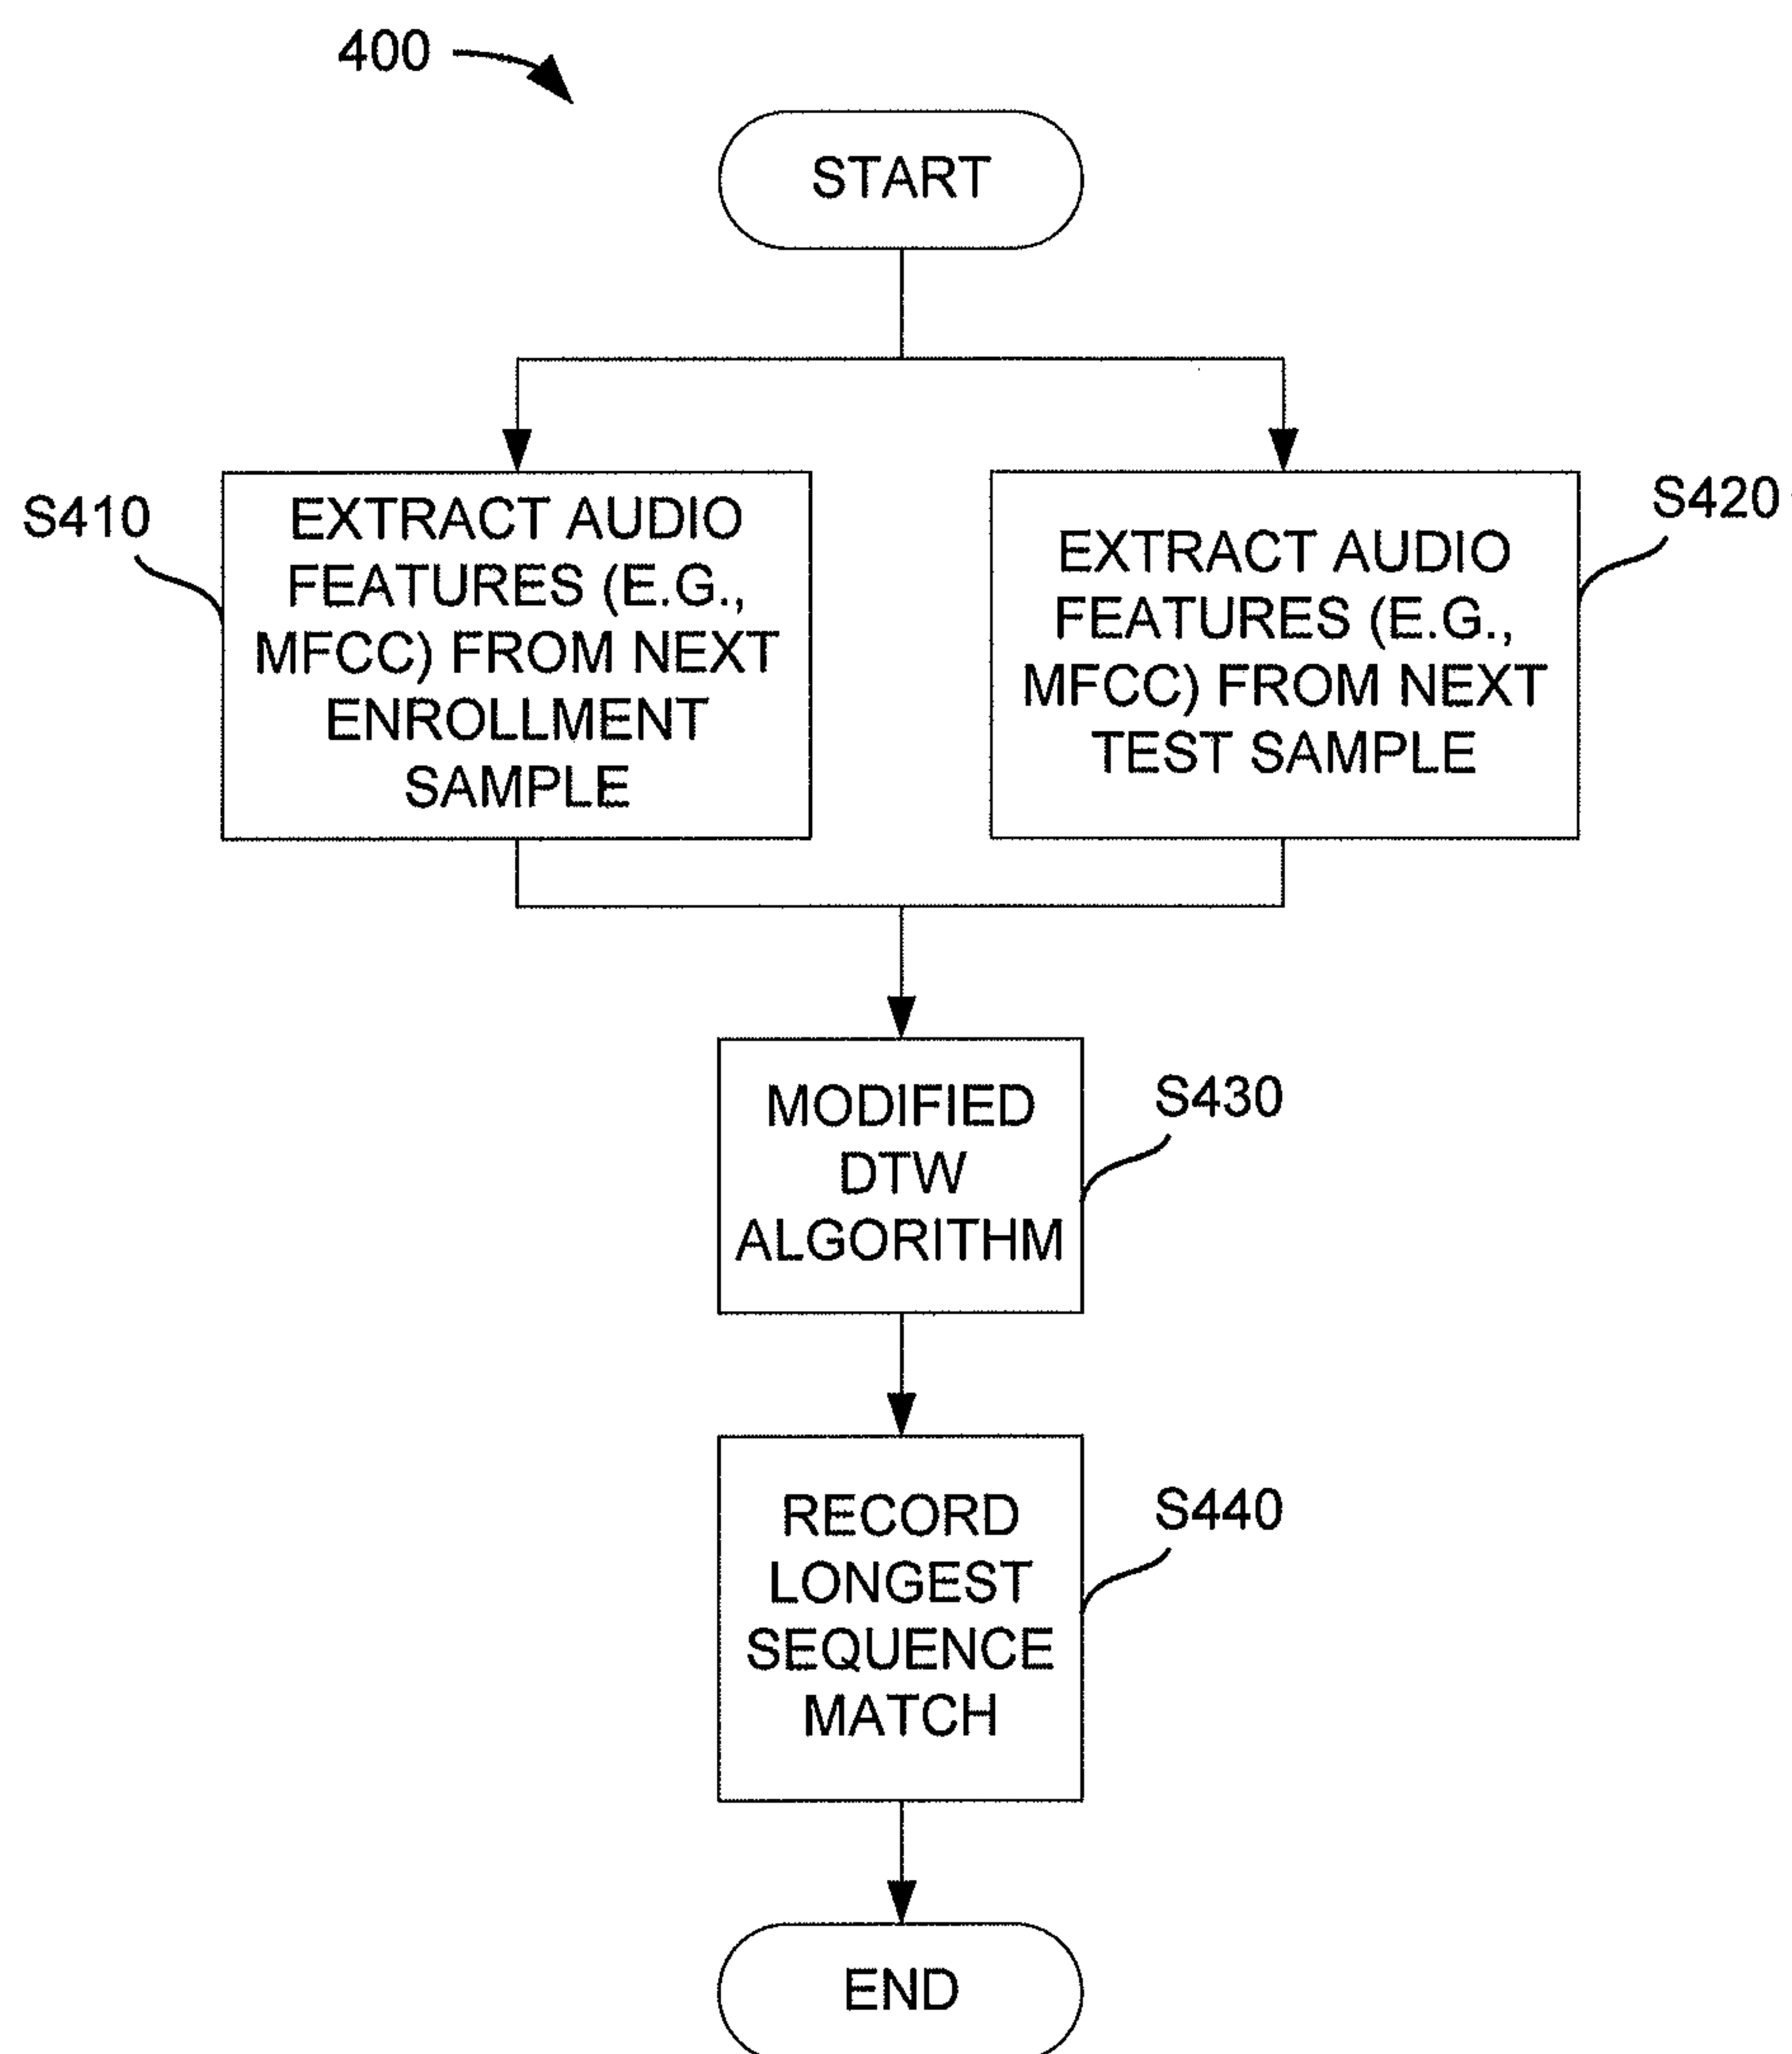 400
START
S410
EXTRACT AUDIO
FEATURES (E.G.,
MFCC) FROM NEXT
ENROLLMENT
SAMPLE
S420
EXTRACT AUDIO
FEATURES (E.G.,
MFCC) FROM NEXT
TEST SAMPLE
MODIFIED
DTW
ALGORITHM
S430
RECORD
LONGEST
SEQUENCE
MATCH
S440
END